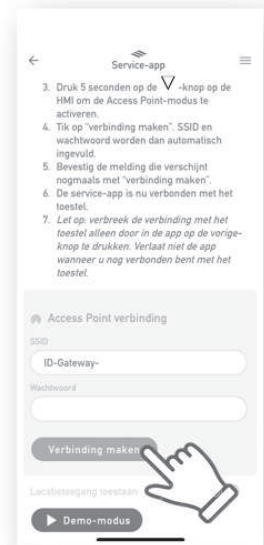 Service-app
3. Druk 5 seconden op de ▽ -knop op de
HMI om de Access Point-modus te
activeren.
4. Tik op "verbinding maken". SSID en
wachtwoord worden dan automatisch
ingevuld.
5. Bevestig de melding die verschijnt
nogmaals met "verbinding maken".
6. De service-app is nu verbonden met het
toestel.
7. Let op: verbreek de verbinding met het
toestel alleen door in de app op de vorige-
knop te drukken. Verlaat niet de app
wanneer u nog verbonden bent met het
toestel.
Access Point verbinding
SSID
ID-Gateway-
Wachtwoord
Verbinding maken
Locatietoegang toestaan
Demo-modus